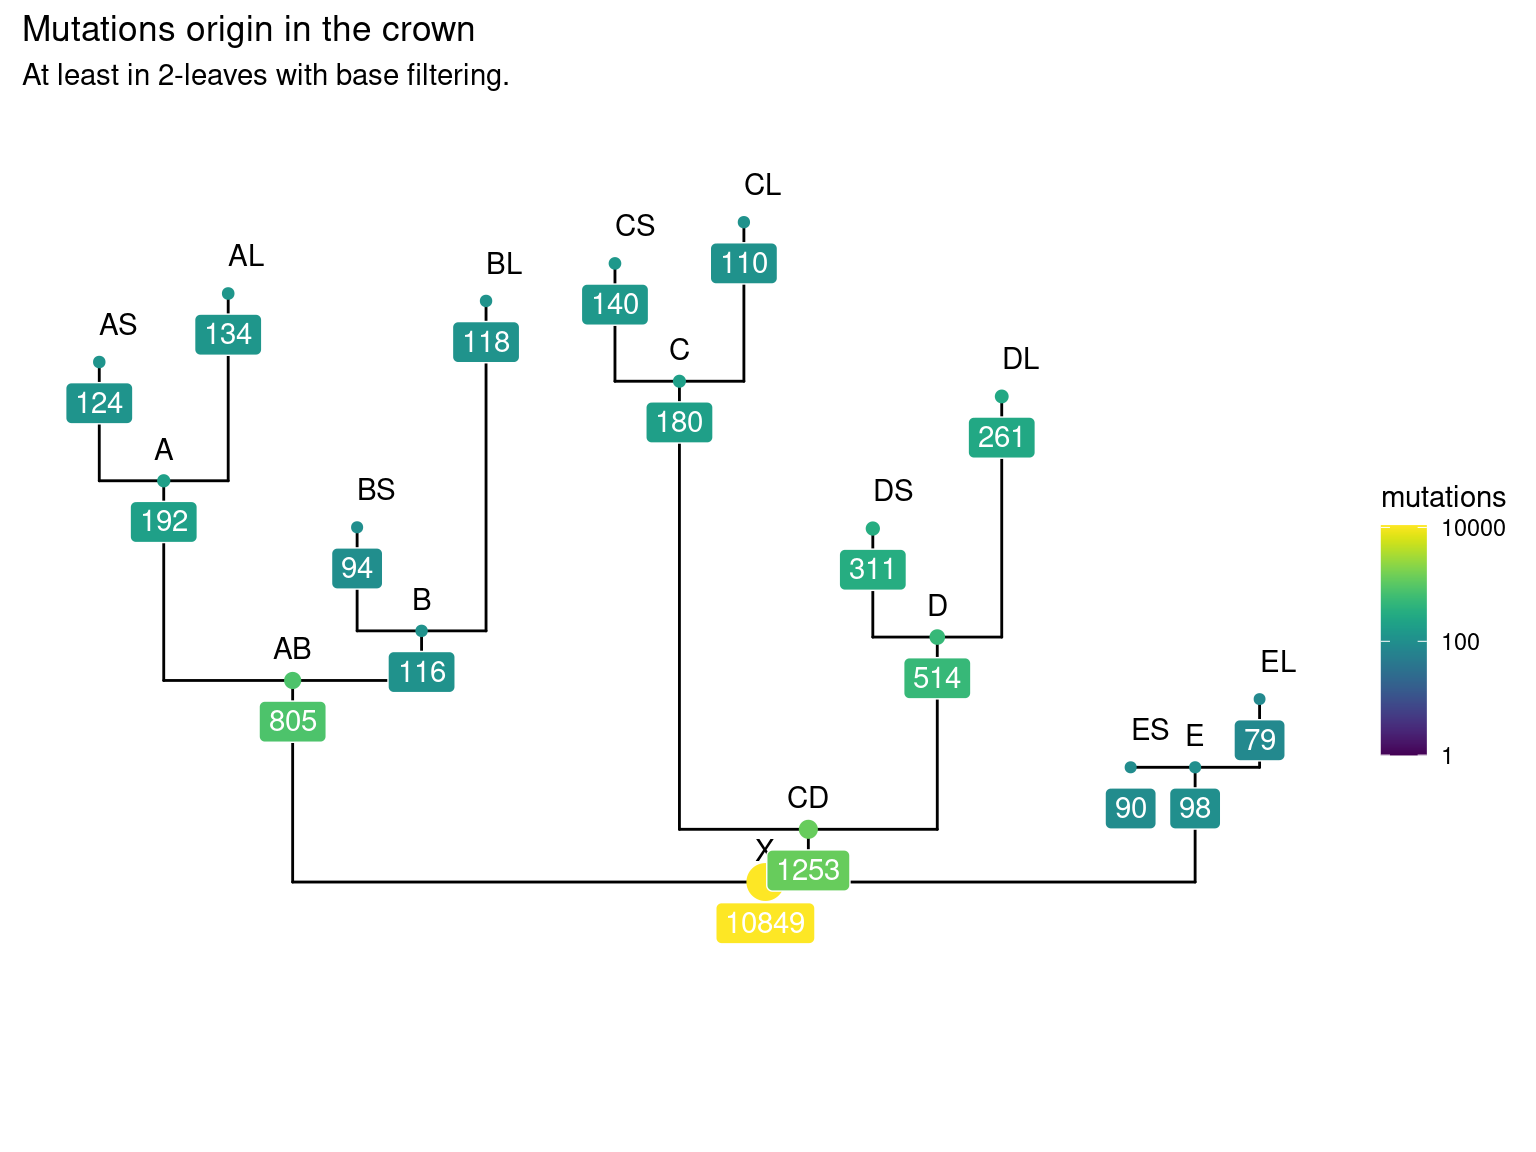 Mutations origin in the crown
At least in 2-leaves with base filtering.
CL
CS
AL
BL
110
140
AS
134
118
C
DL
124
180
261
A
BS
DS
mutations
192
10000
94
311
B
D
100
AB
116
514
EL
805
ES E
79
1
CD
90
98
X
1253
10849